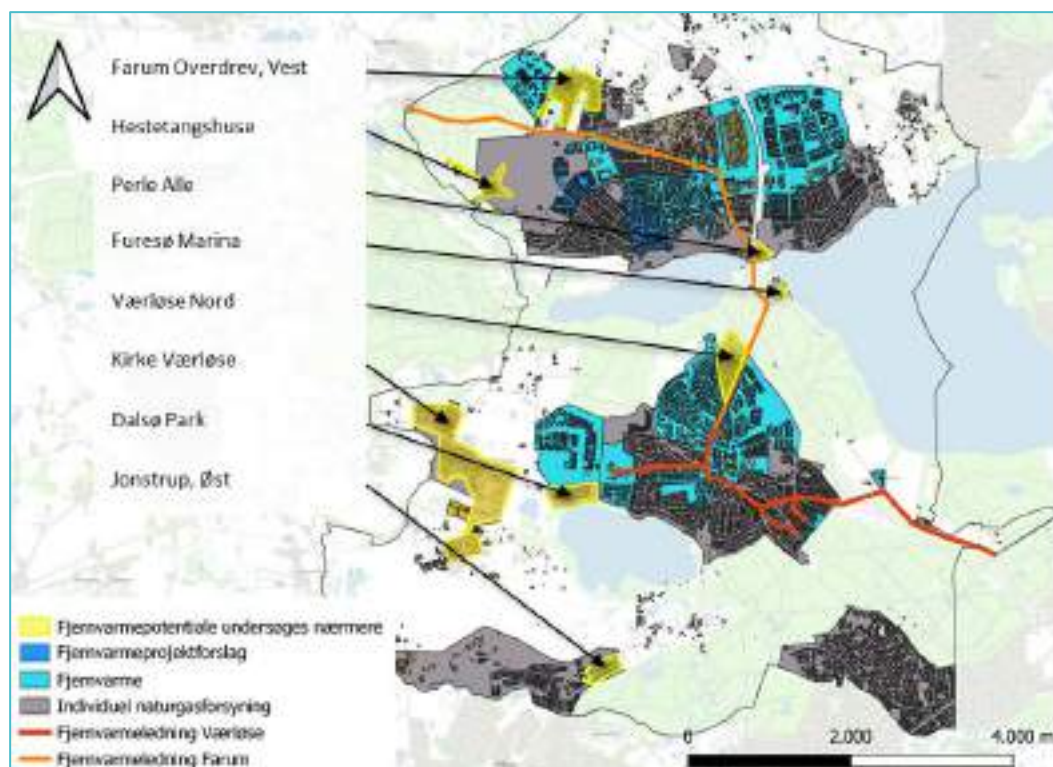 Farum Overdrev, Vest
Hestetangshuse
Perle Alle
Furesø Marina
Værløse Nord
Kirke Værløse
Dalsø Park
Jonstrup, Øst
Fjernvarmepotentiale undersøges nærmere
Fjernvarmeprojektforslag
Fjernvarme
Individuel naturgasforsyning
Fjernvarmeledning Værløse
Fjernvarmeledning Farum
0 2.000 4.000 m